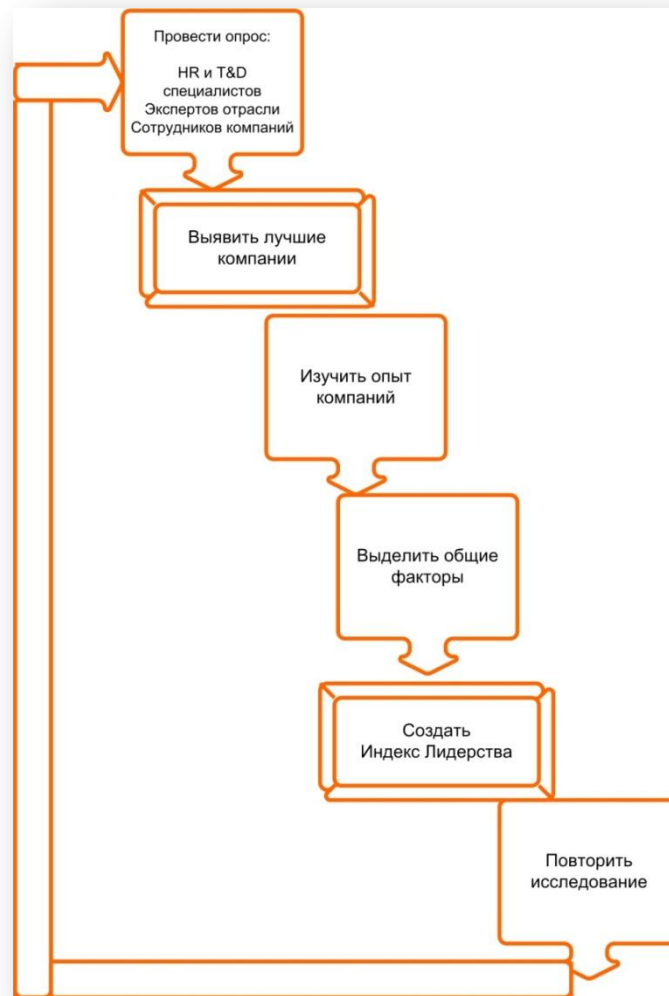 Провести опрос:
HR и T&D
специалистов
Экспертов отрасли
Сотрудников компаний
Выявить лучшие
компании
Изучить опыт
компаний
Выделить общие
факторы
Создать
Индекс Лидерства
Повторить
исследование